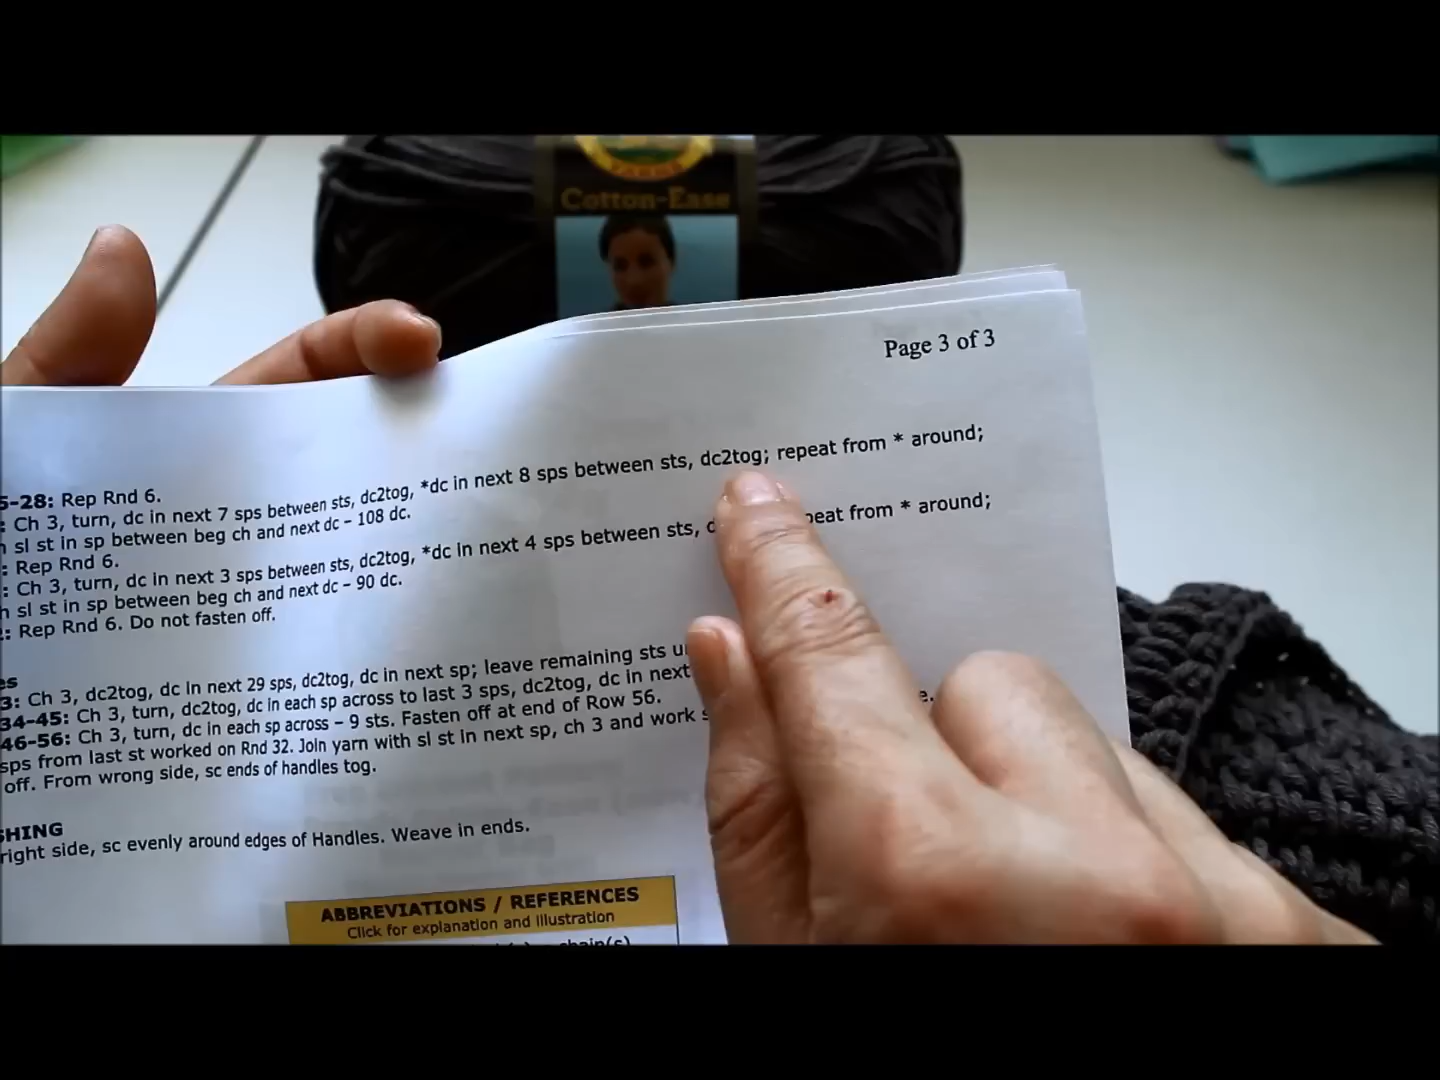 YARNS
Cotton-Ease
Page 3 of 3
5-28: Rep Rnd 6.
: Ch 3, turn, dc in next 7 sps between sts, dc2tog, *dc in next 8 sps between sts, dc2tog; repeat from * around;
sl st in sp between beg ch and next dc – 108 dc.
: Rep Rnd 6.
: Ch 3, turn, dc in next 3 sps between sts, dc2tog, *dc in next 4 sps between sts, peat from * around;
sl st in sp between beg ch and next dc – 90 dc.
: Rep Rnd 6. Do not fasten off.
es
3: Ch 3, dc2tog, dc in next 29 sps, dc2tog, dc in next sp; leave remaining sts
34-45: Ch 3, turn, dc2tog, dc in each sp across to last 3 sps, dc2tog, dc in next
46-56: Ch 3, turn, dc in each sp across – 9 sts. Fasten off at end of Row 56.
sps from last st worked on Rnd 32. Join yarn with sl st in next sp, ch 3 and work e.
off. From wrong side, sc ends of handles tog.
SHING
right side, sc evenly around edges of Handles. Weave in ends.
ABBREVIATIONS / REFERENCES
Click for explanation and illustration
chain(s)